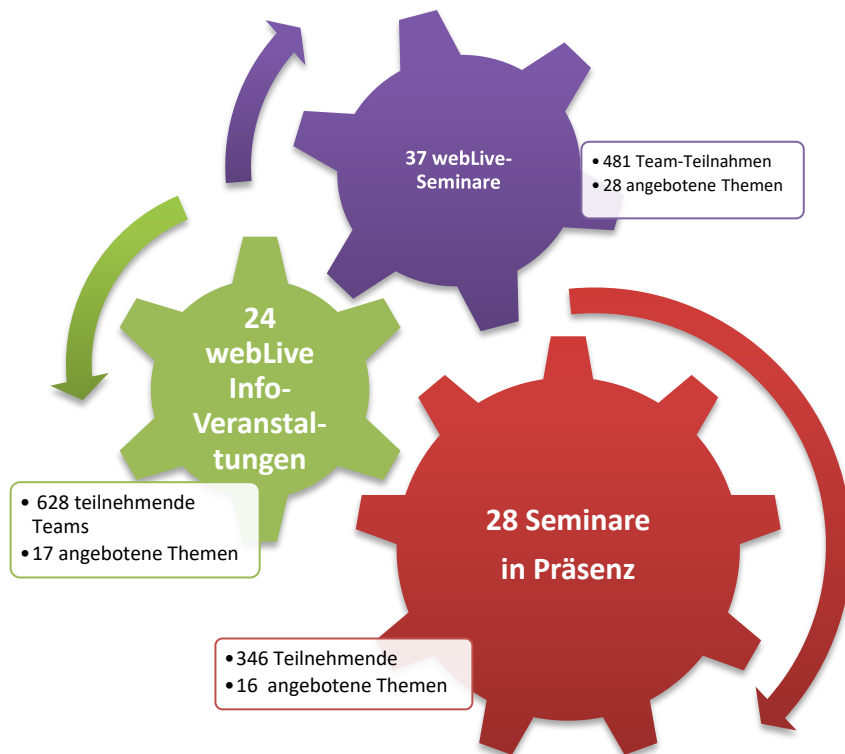 37 webLive-
Seminare
• 481 Team-Teilnahmen
• 28 angebotene Themen
24
webLive
Info-
Veranstal-
tungen
• 628 teilnehmende
Teams
• 17 angebotene Themen
28 Seminare
in Präsenz
• 346 Teilnehmende
• 16 angebotene Themen